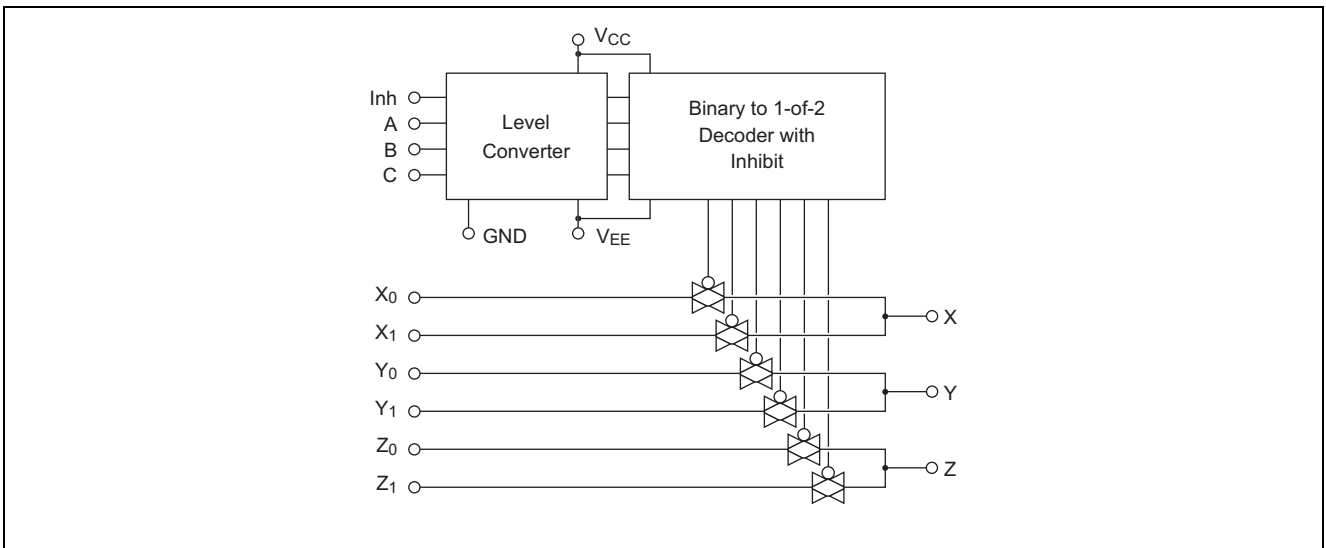 VCC
Inh
A
B
C
Level
Converter
Binary to 1-of-2
Decoder with
Inhibit
GND
VEE
X0
X1
X
Y0
Y1
Y
Z0
Z1
Z